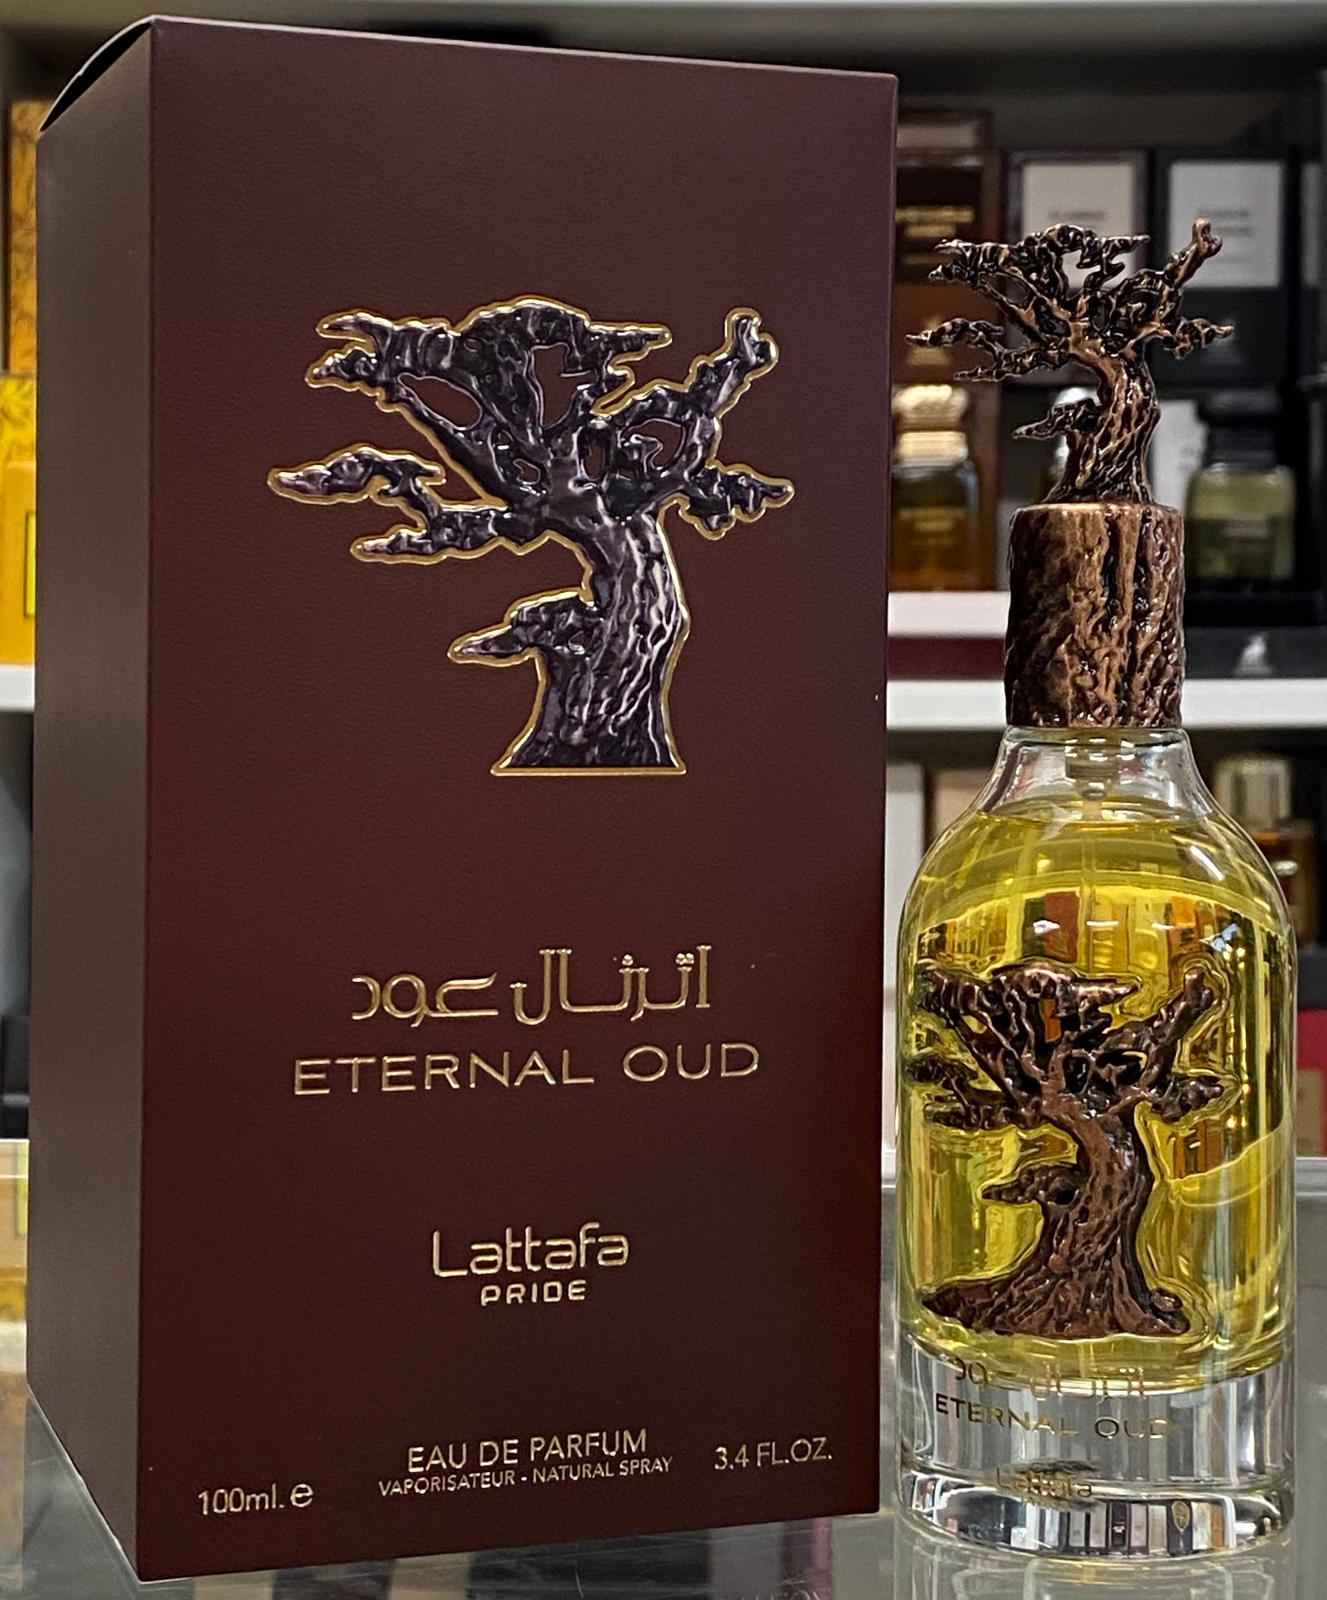 اترنال عود
ETERNAL OUD
Lattafa
PRIDE
EAU DE PARFUM
VAPORISATEUR - NATURAL SPRAY
100ml. e
3.4 FL.OZ.
اترنال عود
ETERNAL OUD
Lattafa